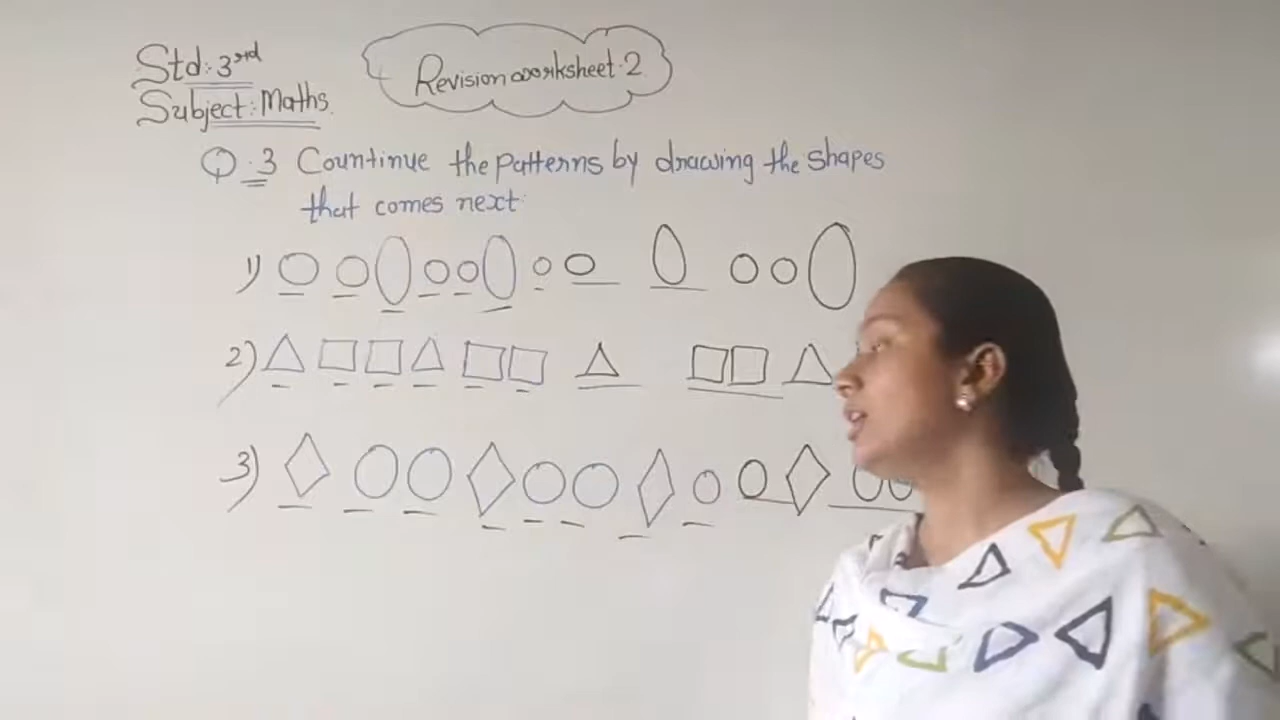 Std: 3rd
Revision worksheet-2
Subject: Maths.
Q.3 Countinue the patterns by drawing the shapes
that comes next.
1)
2)
3)